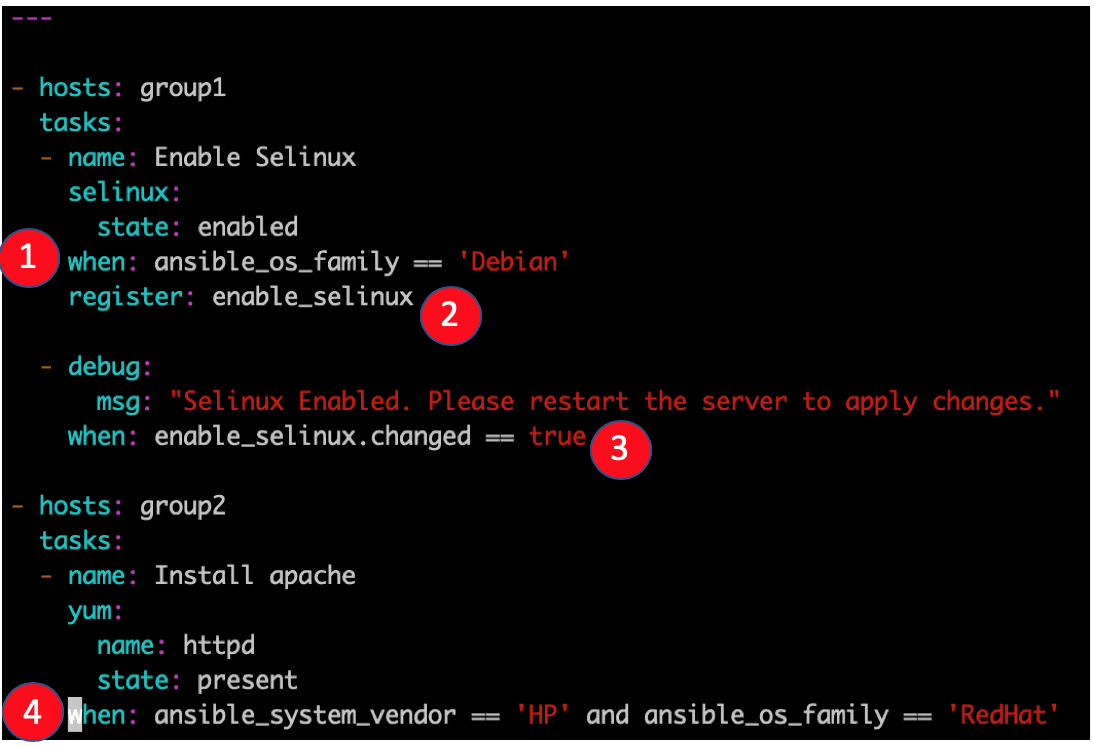 ---
- hosts: group1
  tasks:
  - name: Enable Selinux
    selinux:
      state: enabled
1 when: ansible_os_family == 'Debian'
    register: enable_selinux 2
  - debug:
      msg: "Selinux Enabled. Please restart the server to apply changes."
    when: enable_selinux.changed == true 3
- hosts: group2
  tasks:
  - name: Install apache
    yum:
      name: httpd
      state: present
4 when: ansible_system_vendor == 'HP' and ansible_os_family == 'RedHat'